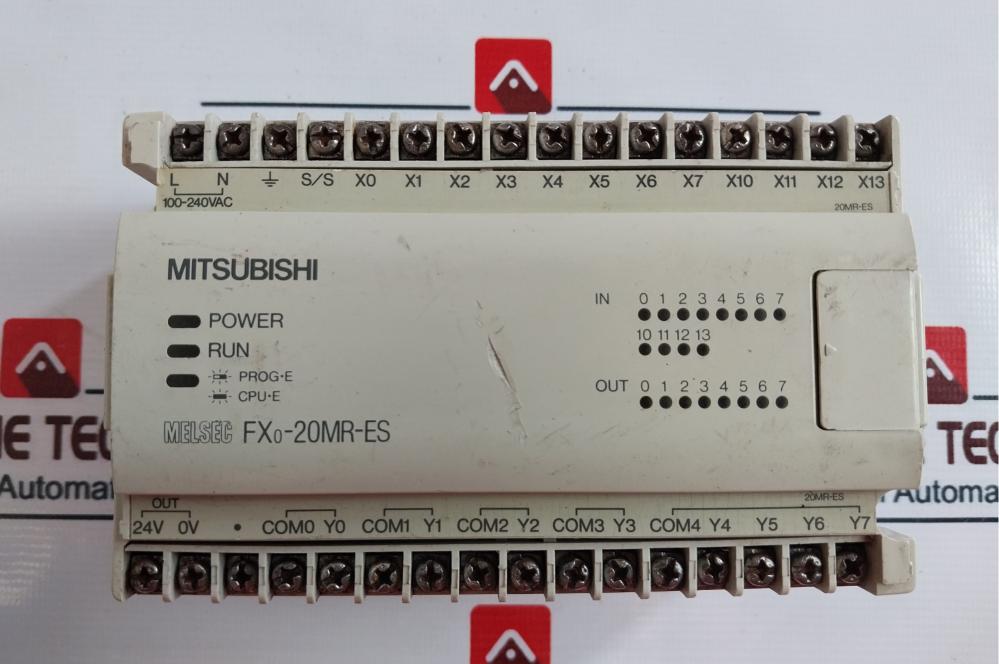 L N ⏚ S/S X0 X1 X2 X3 X4 X5 X6 X7 X10 X11 X12 X13
100-240VAC
20MR-ES
MITSUBISHI
POWER
RUN
PROG·E
CPU·E
MELSEC FX0-20MR-ES
IN 0 1 2 3 4 5 6 7
10 11 12 13
OUT 0 1 2 3 4 5 6 7
OUT
20MR-ES
24V 0V • COM0 Y0 COM1 Y1 COM2 Y2 COM3 Y3 COM4 Y4 Y5 Y6 Y7